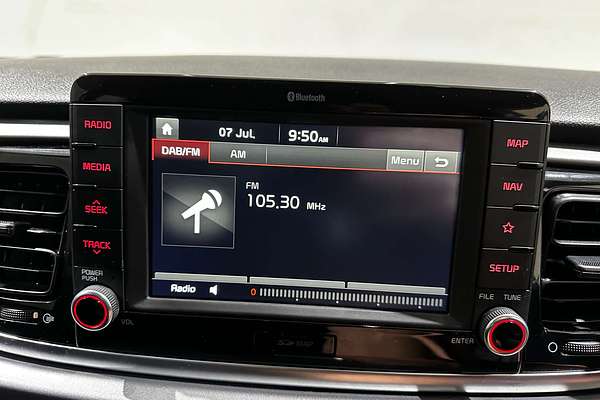 Bluetooth
RADIO
MEDIA
SEEK
TRACK
POWER
PUSH
VOL
07 Jul. 9:50AM
DAB/FM AM Menu
FM
105.30 MHz
Radio 0
MAP
NAV
SETUP
FILE TUNE
ENTER